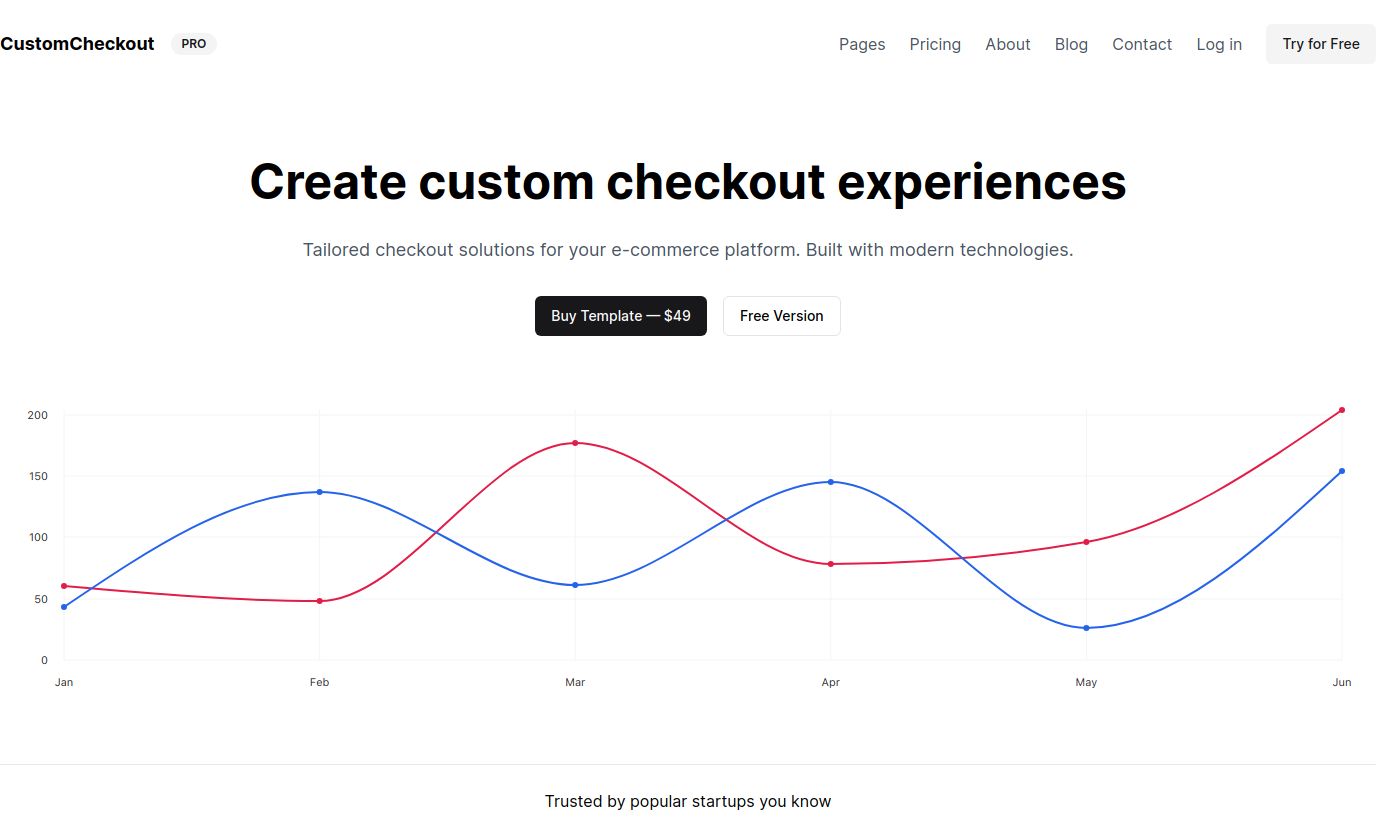 CustomCheckout PRO Pages Pricing About Blog Contact Log in Try for Free
Create custom checkout experiences
Tailored checkout solutions for your e-commerce platform. Built with modern technologies.
Buy Template — $49 Free Version
200
150
100
50
0
Jan Feb Mar Apr May Jun
Trusted by popular startups you know